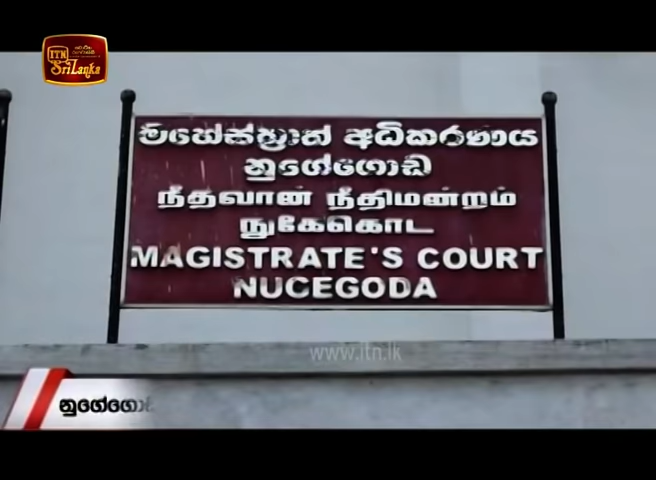 ITN
SriLanka
මහේස්ත්‍රාත් අධිකරණය
නුගේගොඩ
நீதவான் நீதிமன்றம்
நுகேகொட
MAGISTRATE'S COURT
NUCEGODA
www.itn.lk
නුගේගො